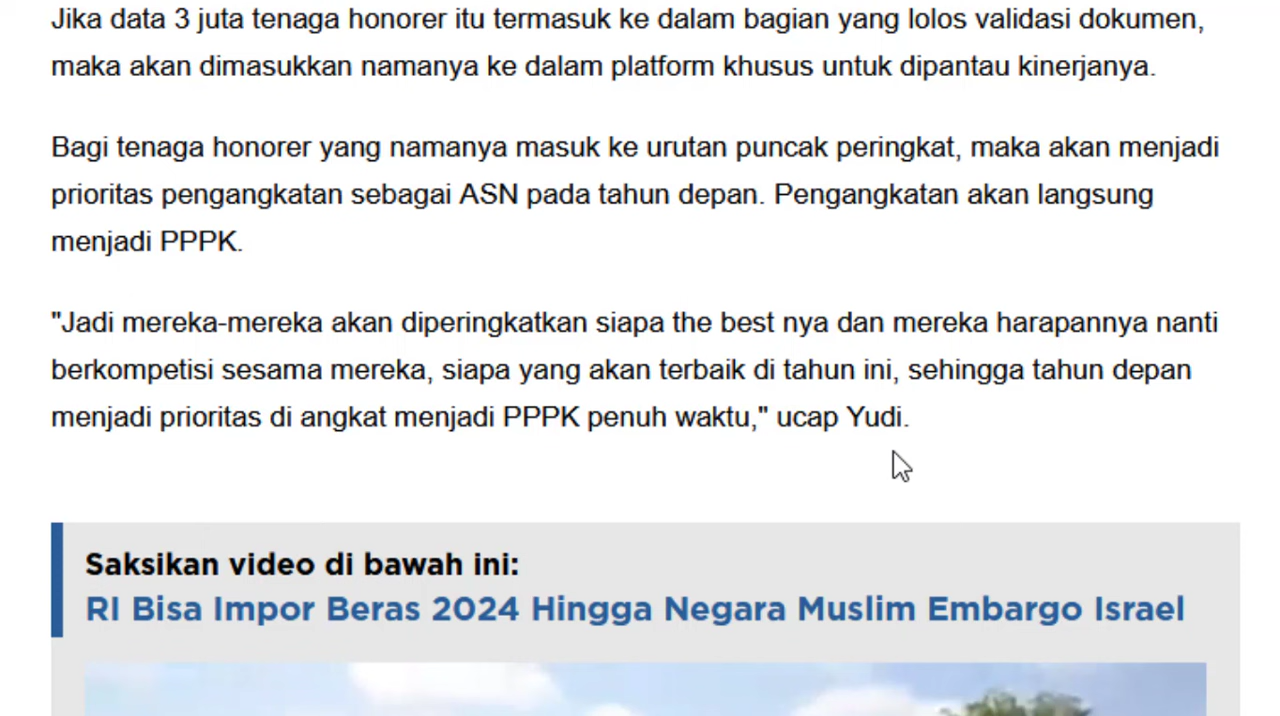 Jika data 3 juta tenaga honorer itu termasuk ke dalam bagian yang lolos validasi dokumen,
maka akan dimasukkan namanya ke dalam platform khusus untuk dipantau kinerjanya.
Bagi tenaga honorer yang namanya masuk ke urutan puncak peringkat, maka akan menjadi
prioritas pengangkatan sebagai ASN pada tahun depan. Pengangkatan akan langsung
menjadi PPPK.
"Jadi mereka-mereka akan diperingkatkan siapa the best nya dan mereka harapannya nanti
berkompetisi sesama mereka, siapa yang akan terbaik di tahun ini, sehingga tahun depan
menjadi prioritas di angkat menjadi PPPK penuh waktu," ucap Yudi.
Saksikan video di bawah ini:
RI Bisa Impor Beras 2024 Hingga Negara Muslim Embargo Israel